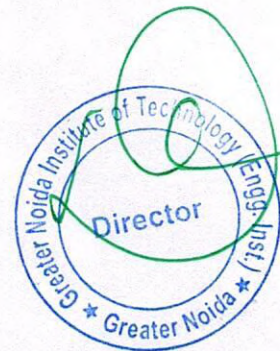 Greater Noida Institute of Technology (Engg. Inst.)
Director
★ Greater Noida ★